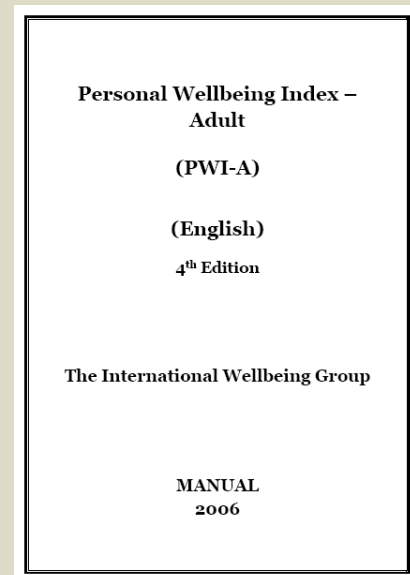 Personal Wellbeing Index –
Adult
(PWI-A)
(English)
4th Edition
The International Wellbeing Group
MANUAL
2006